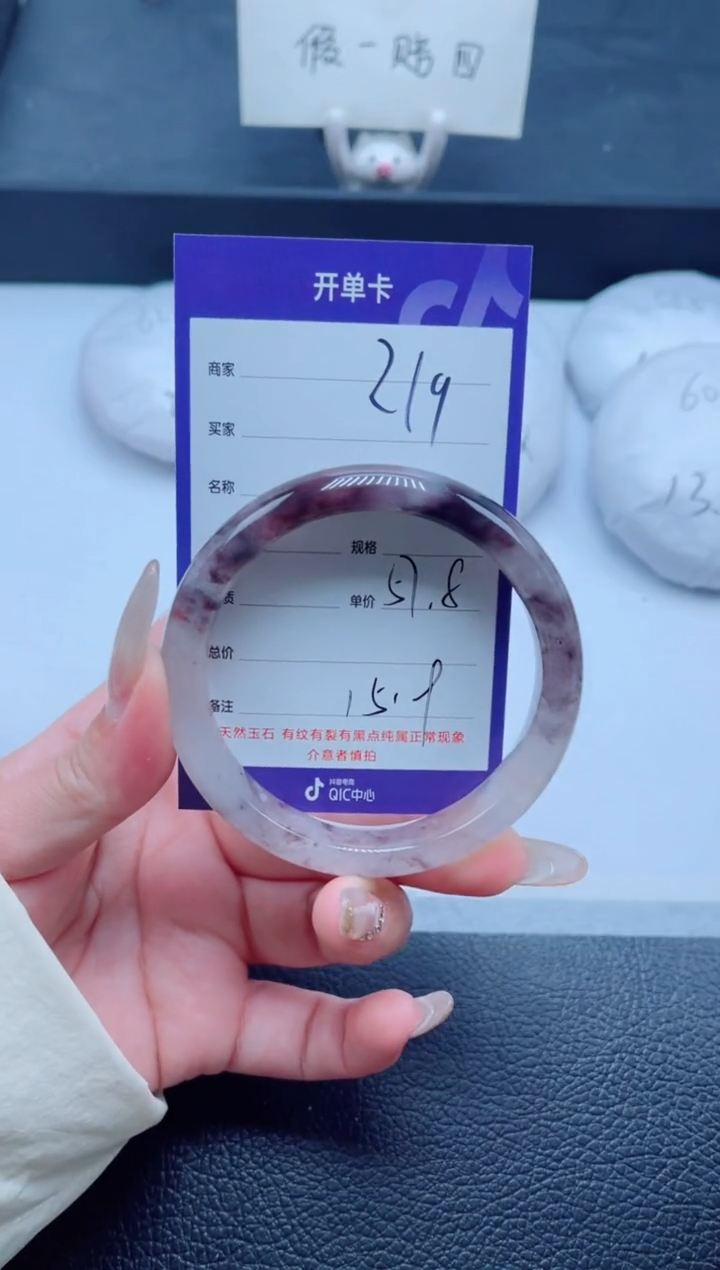 假一赔四
开单卡
商家 219
买家
名称
规格
质 单价 57.8
总价
备注 15.9
天然玉石 有纹有裂有黑点纯属正常现象
介意者慎拍
抖音电商
QIC中心
60
13.